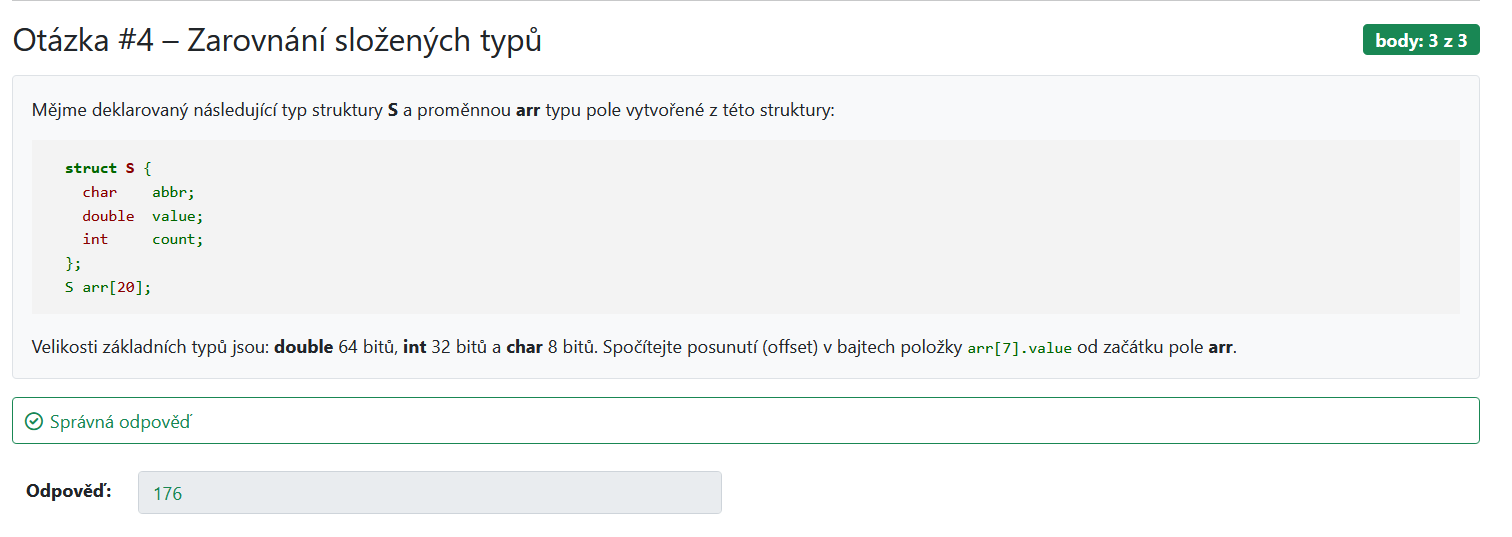 Otázka #4 – Zarovnání složených typů
body: 3 z 3
Mějme deklarovaný následující typ struktury S a proměnnou arr typu pole vytvořené z této struktury:
struct S {
  char    abbr;
  double  value;
  int     count;
};
S arr[20];
Velikosti základních typů jsou: double 64 bitů, int 32 bitů a char 8 bitů. Spočítejte posunutí (offset) v bajtech položky arr[7].value od začátku pole arr.
Správná odpověď
Odpověď: 176